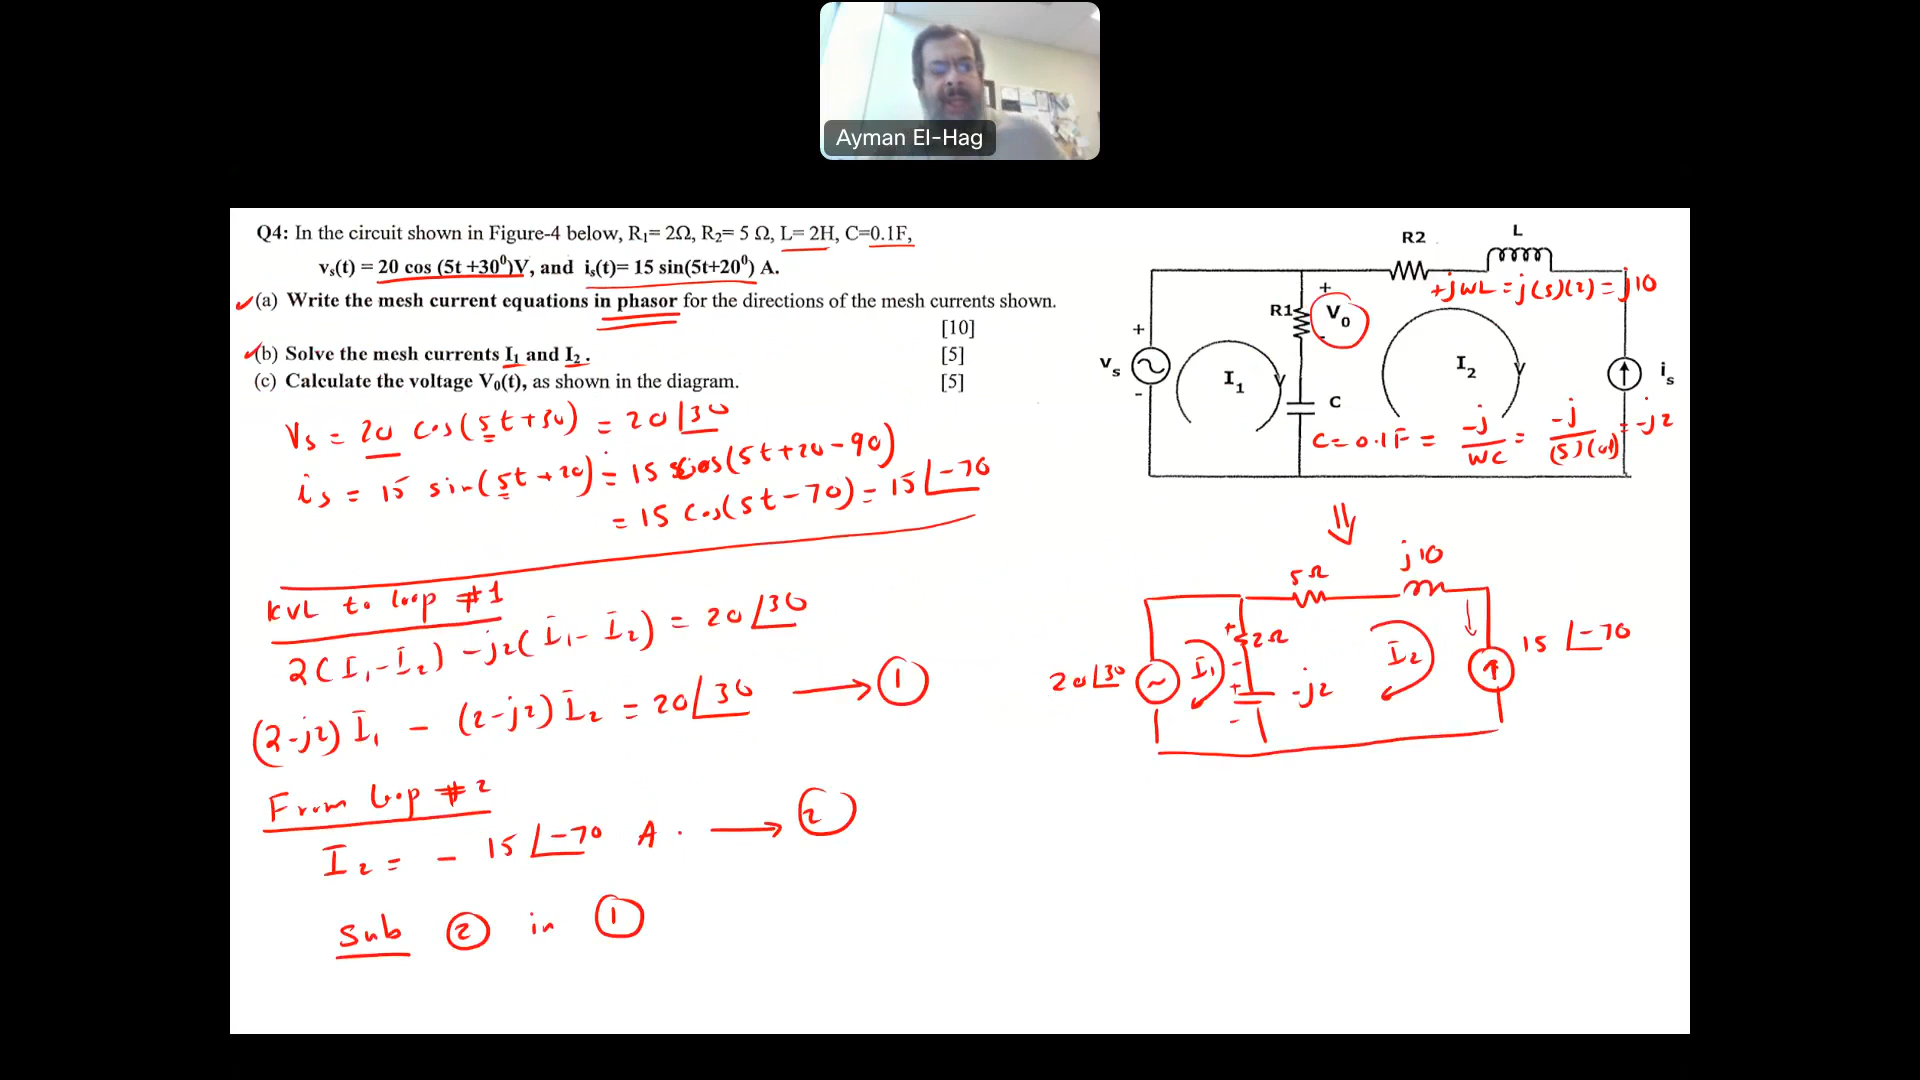 Ayman El-Hag
Q4: In the circuit shown in Figure-4 below, R₁= 2Ω, R₂= 5 Ω, L= 2H, C=0.1F,
vₛ(t) = 20 cos (5t +30⁰)V, and iₛ(t)= 15 sin(5t+20⁰) A.
(a) Write the mesh current equations in phasor for the directions of the mesh currents shown.
[10]
(b) Solve the mesh currents I₁ and I₂ . [5]
(c) Calculate the voltage V₀(t), as shown in the diagram. [5]
Vs = 20 cos(5t+30) = 20∠30
is = 15 sin(5t+20) = 15 cos(5t+20-90)
= 15 cos(5t-70) = 15∠-70
KVL to loop #1
2(I₁-I₂) -j2(I₁- I₂) = 20∠30
(2-j2) I₁ - (2-j2) I₂ = 20∠30 → 1
From loop #2
I₂ = - 15∠-70 A . → 2
Sub 2 in 1
R2
L
+jwL = j(5)(2) = j10
R1
+
V₀
-
+
vₛ
-
I₁
I₂
iₛ
C
C = 0.1F = -j/wC = -j/(5)(0.1) = -j2
⇓
5Ω
j10
+
2Ω
-
I₁
I₂
15∠-70
20∠30
+
-j2
-